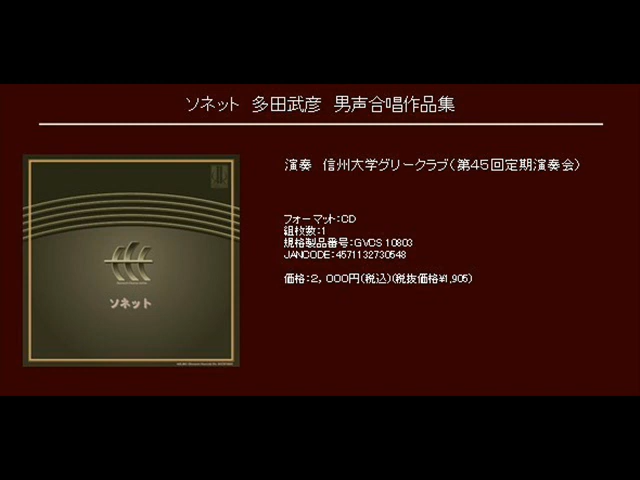 ソネット 多田武彦 男声合唱作品集
演奏 信州大学グリークラブ(第45回定期演奏会)
フォーマット:CD
組枚数:1
規格製品番号:GVCS 10803
JANCODE:4571132730548
価格:2,000円(税込)(税抜価格¥1,905)
ソネット